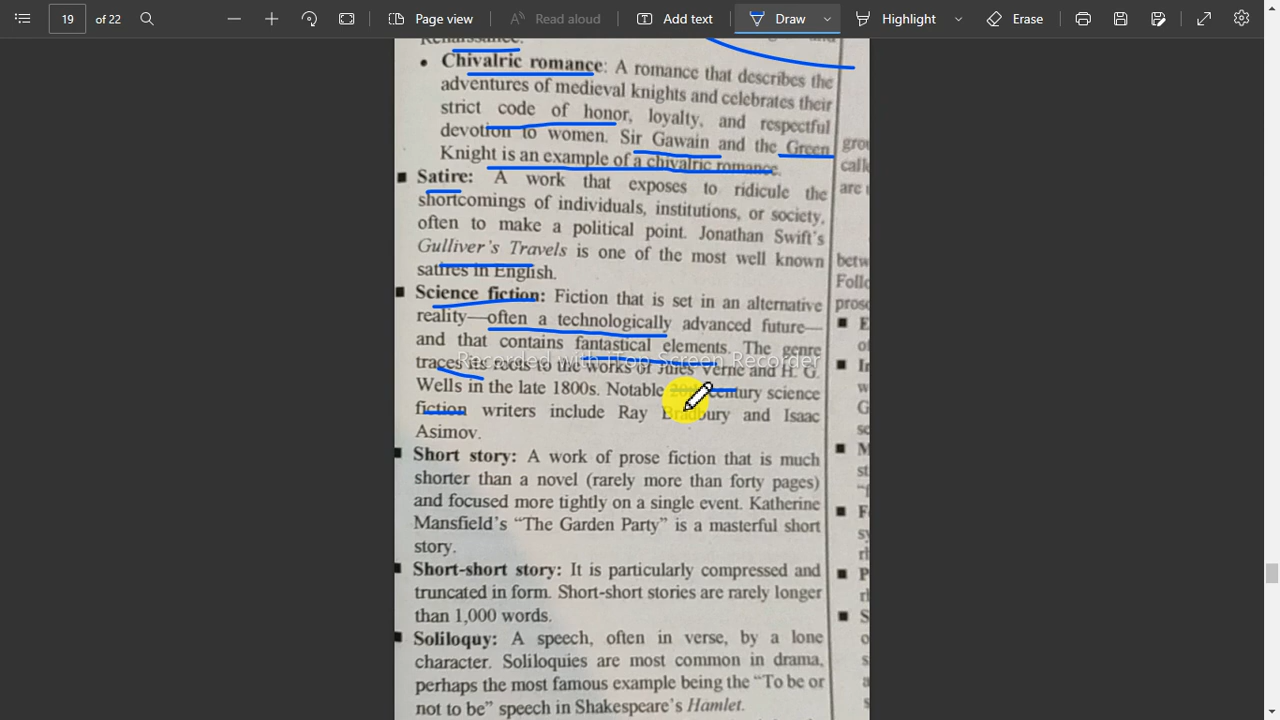 19 of 22 Page view Read aloud Add text Draw Highlight Erase
Renaissance. and
• Chivalric romance: A romance that describes the
adventures of medieval knights and celebrates their
strict code of honor, loyalty, and respectful
devotion to women. Sir Gawain and the Green
Knight is an example of a chivalric romance.
■ Satire: A work that exposes to ridicule the
shortcomings of individuals, institutions, or society,
often to make a political point. Jonathan Swift's
Gulliver's Travels is one of the most well known
satires in English.
■ Science fiction: Fiction that is set in an alternative
reality—often a technologically advanced future—
and that contains fantastical elements. The genre
traces its roots to the works of Jules Verne and H. G.
Wells in the late 1800s. Notable century science
fiction writers include Ray Bradbury and Isaac
Asimov.
■ Short story: A work of prose fiction that is much
shorter than a novel (rarely more than forty pages)
and focused more tightly on a single event. Katherine
Mansfield's “The Garden Party” is a masterful short
story.
■ Short-short story: It is particularly compressed and
truncated in form. Short-short stories are rarely longer
than 1,000 words.
■ Soliloquy: A speech, often in verse, by a lone
character. Soliloquies are most common in drama,
perhaps the most famous example being the “To be or
not to be” speech in Shakespeare's Hamlet.
Recorded with iTop Screen Recorder